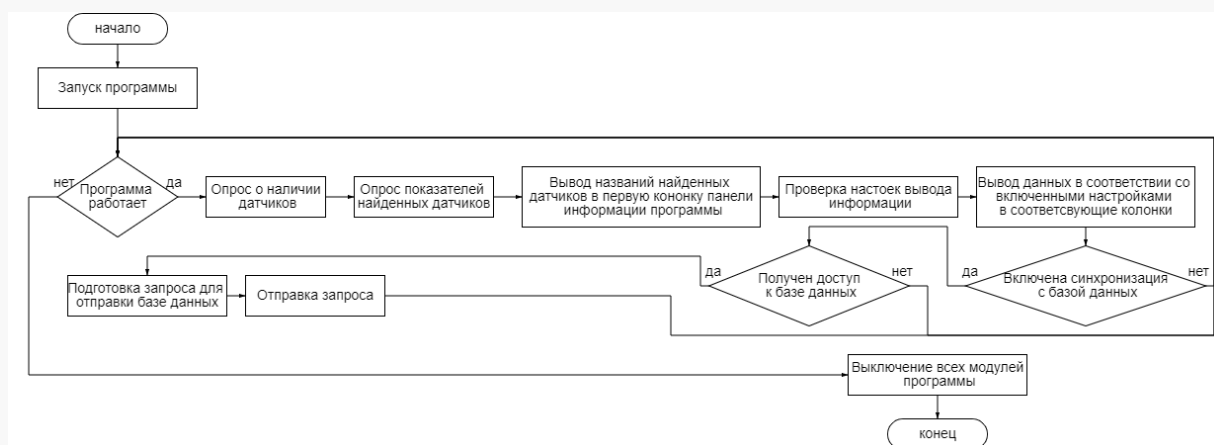 начало
Запуск программы
нет
Программа
работает
да
Опрос о наличии
датчиков
Опрос показателей
найденных датчиков
Вывод названий найденных
датчиков в первую кононку панели
информации программы
Проверка настоек вывода
информации
Вывод данных в соответствии со
включенными настройками
в соответсвующие колонки
Подготовка запроса для
отправки базе данных
Отправка запроса
да
Получен доступ
к базе данных
нет
да
Включена синхронизация
с базой данных
нет
Выключение всех модулей
программы
конец